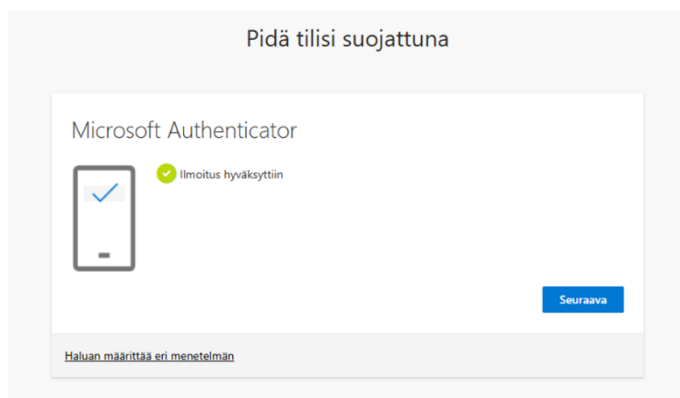 Pidä tilisi suojattuna
Microsoft Authenticator
Ilmoitus hyväksyttiin
Seuraava
Haluan määrittää eri menetelmän